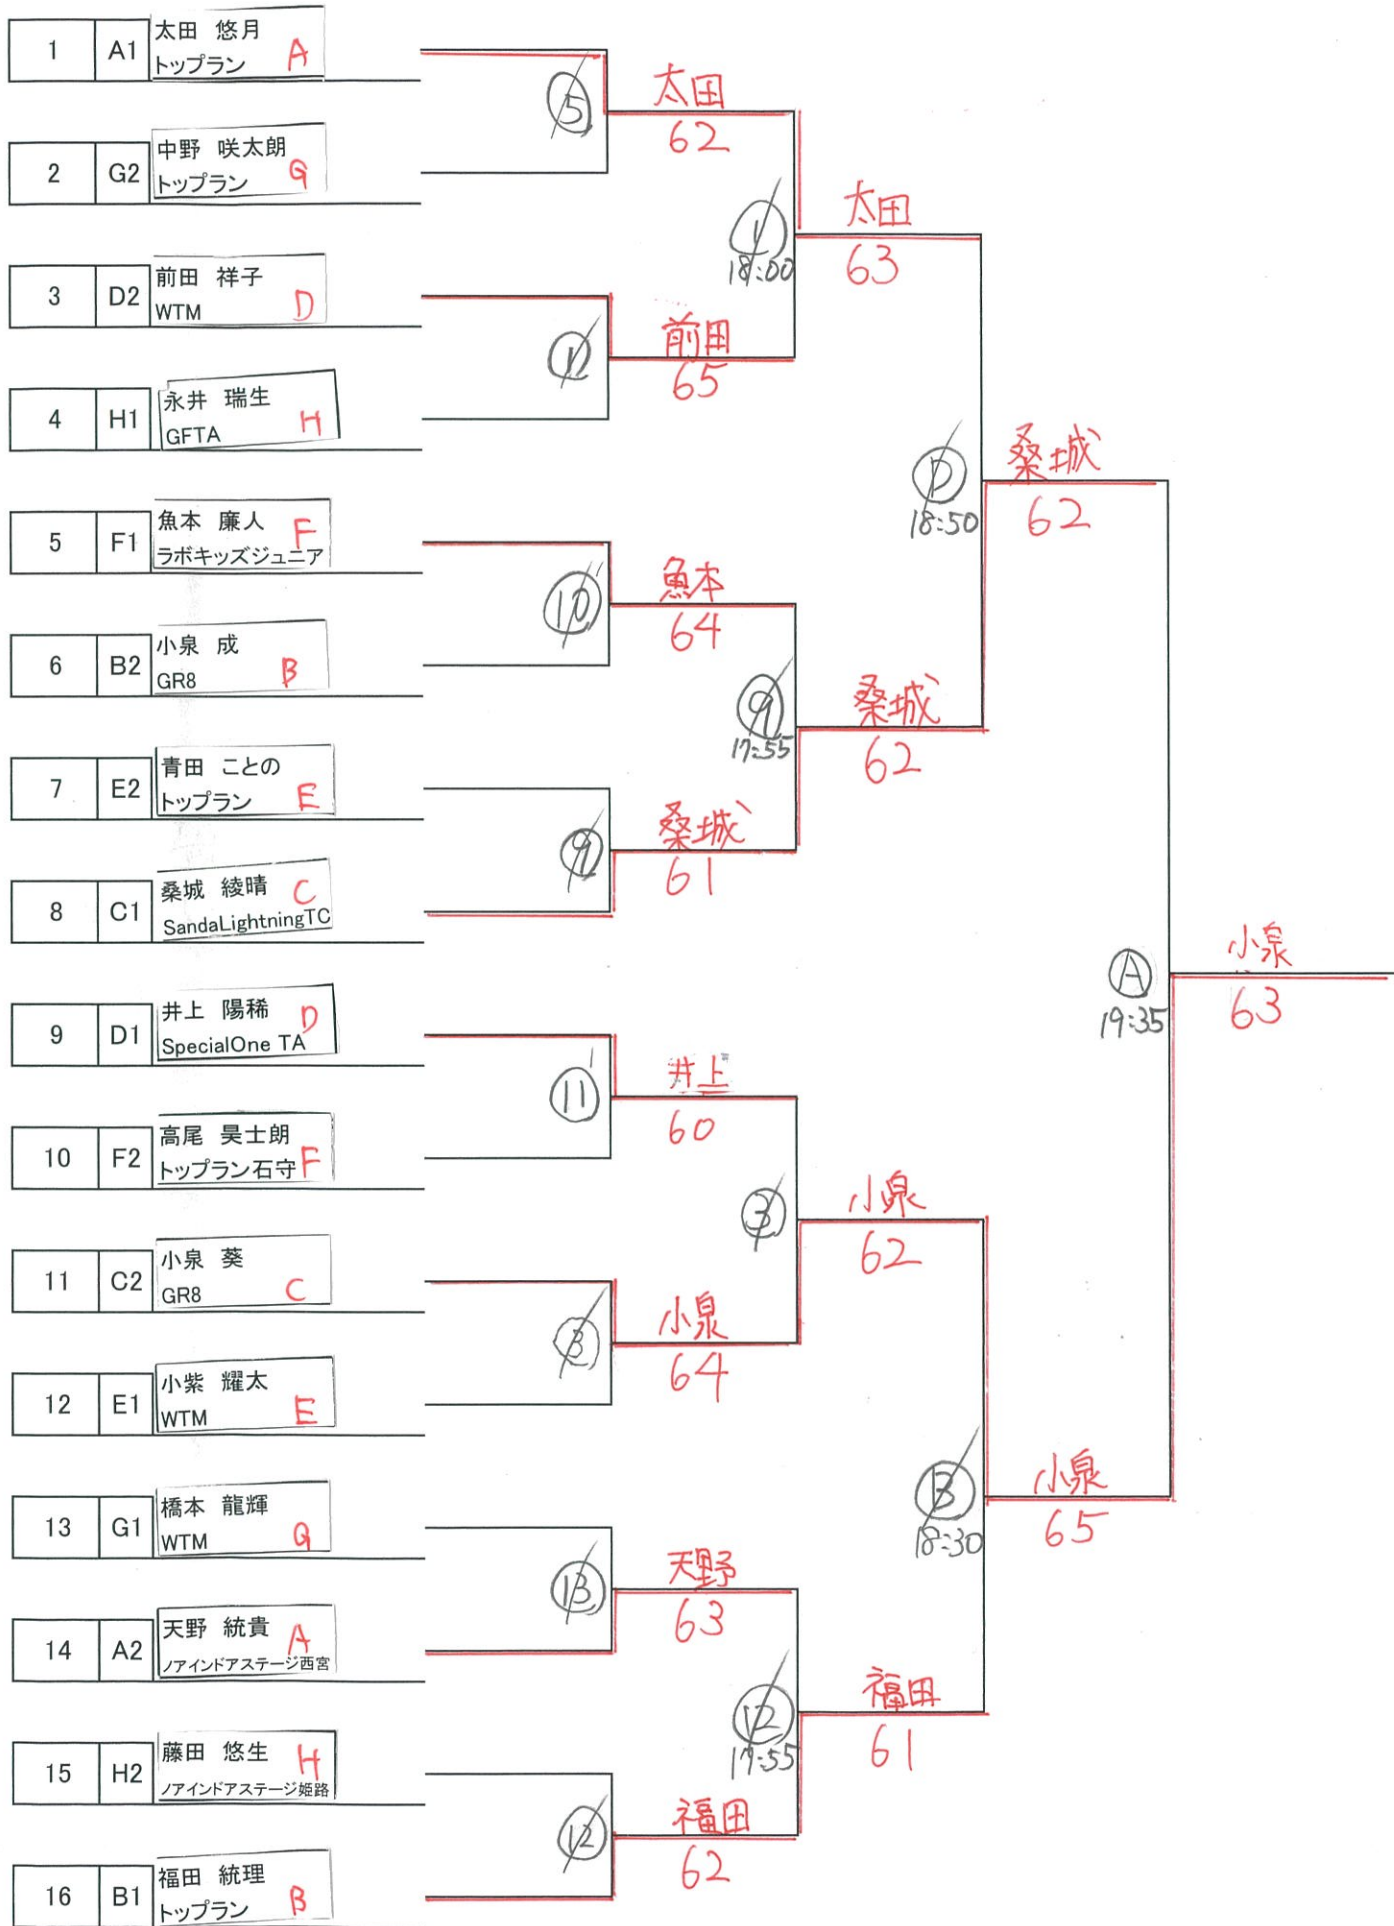 1 A1 太田 悠月
トップラン A
2 G2 中野 咲太朗
トップラン G
3 D2 前田 祥子
WTM D
4 H1 永井 瑞生
GFTA H
5 F1 魚本 廉人 F
ラボキッズジュニア
6 B2 小泉 成
GR8 B
7 E2 青田 ことの
トップラン E
8 C1 桑城 綾晴 C
SandaLightningTC
9 D1 井上 陽稀 D
SpecialOne TA
10 F2 高尾 昊士朗
トップラン石守 F
11 C2 小泉 葵
GR8 C
12 E1 小紫 耀太
WTM E
13 G1 橋本 龍輝
WTM G
14 A2 天野 統貴 A
ノアインドアステージ西宮
15 H2 藤田 悠生 H
ノアインドアステージ姫路
16 B1 福田 統理
トップラン B
5
太田
62
1
前田
65
10
魚本
64
9
桑城
61
11
井上
60
3
小泉
64
13
天野
63
12
福田
62
1
18:00
太田
63
9
17:55
桑城
62
3
小泉
62
12
17:55
福田
61
D
18:50
桑城
62
B
18:30
小泉
65
A
19:35
小泉
63